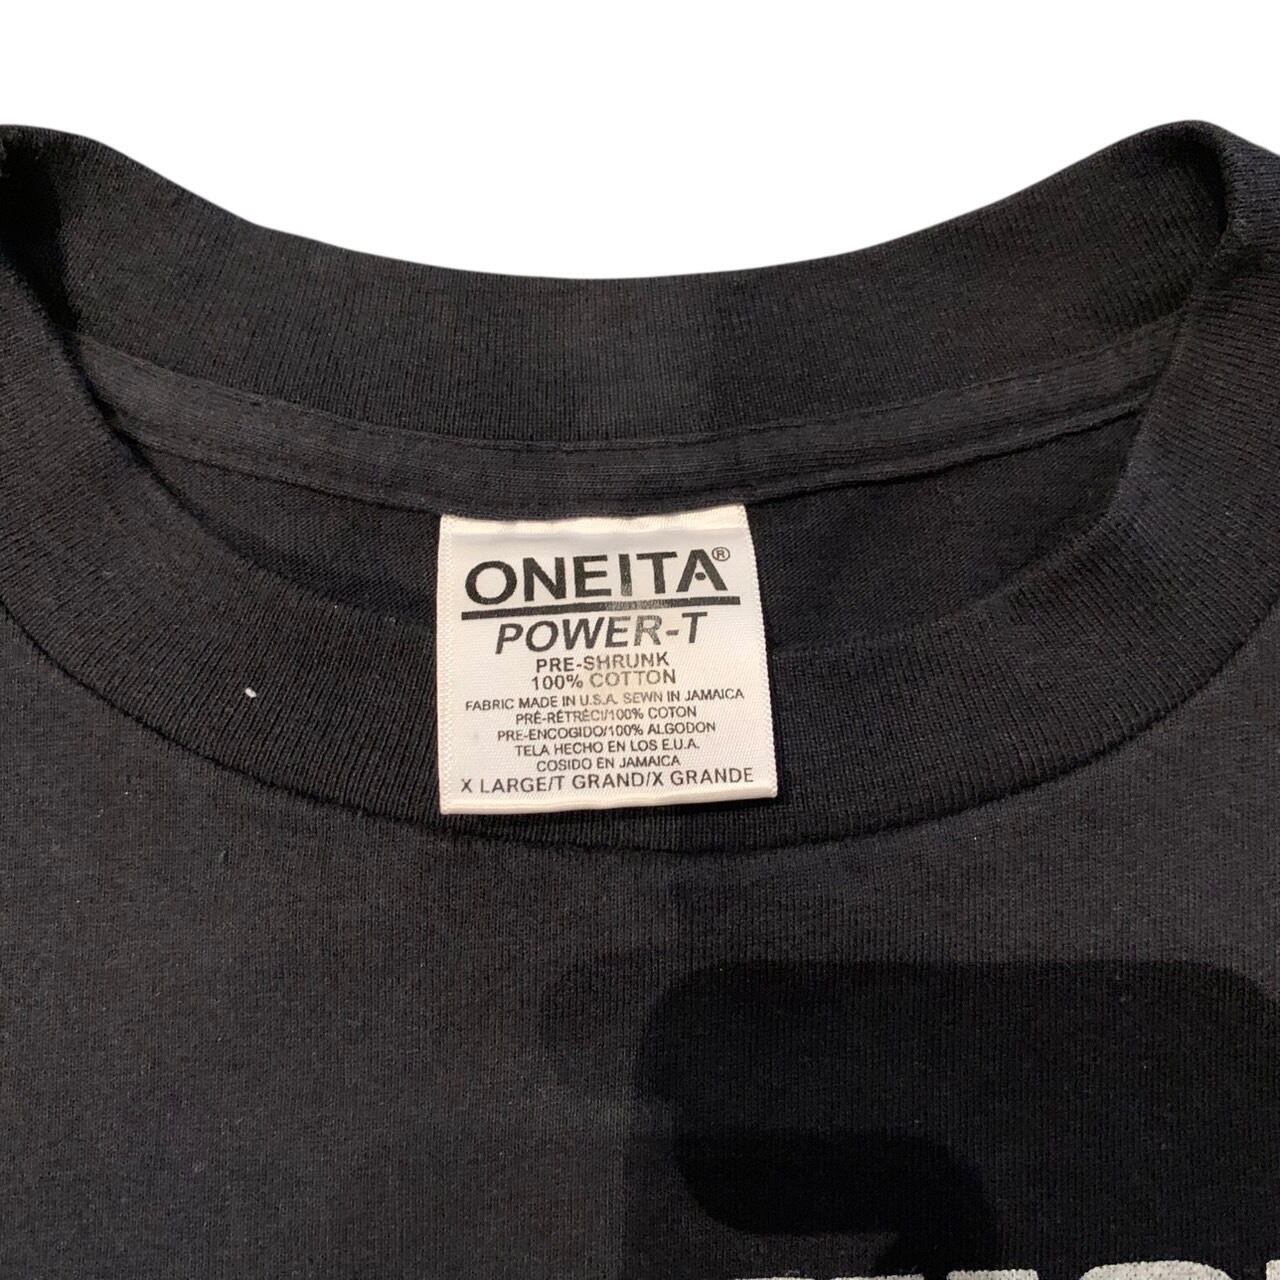 ONEITA®
POWER-T
PRE-SHRUNK
100% COTTON
FABRIC MADE IN U.S.A. SEWN IN JAMAICA
PRÉ-RÉTRÉCI/100% COTON
PRE-ENCOGIDO/100% ALGODON
TELA HECHO EN LOS E.U.A.
COSIDO EN JAMAICA
X LARGE/T GRAND/X GRANDE